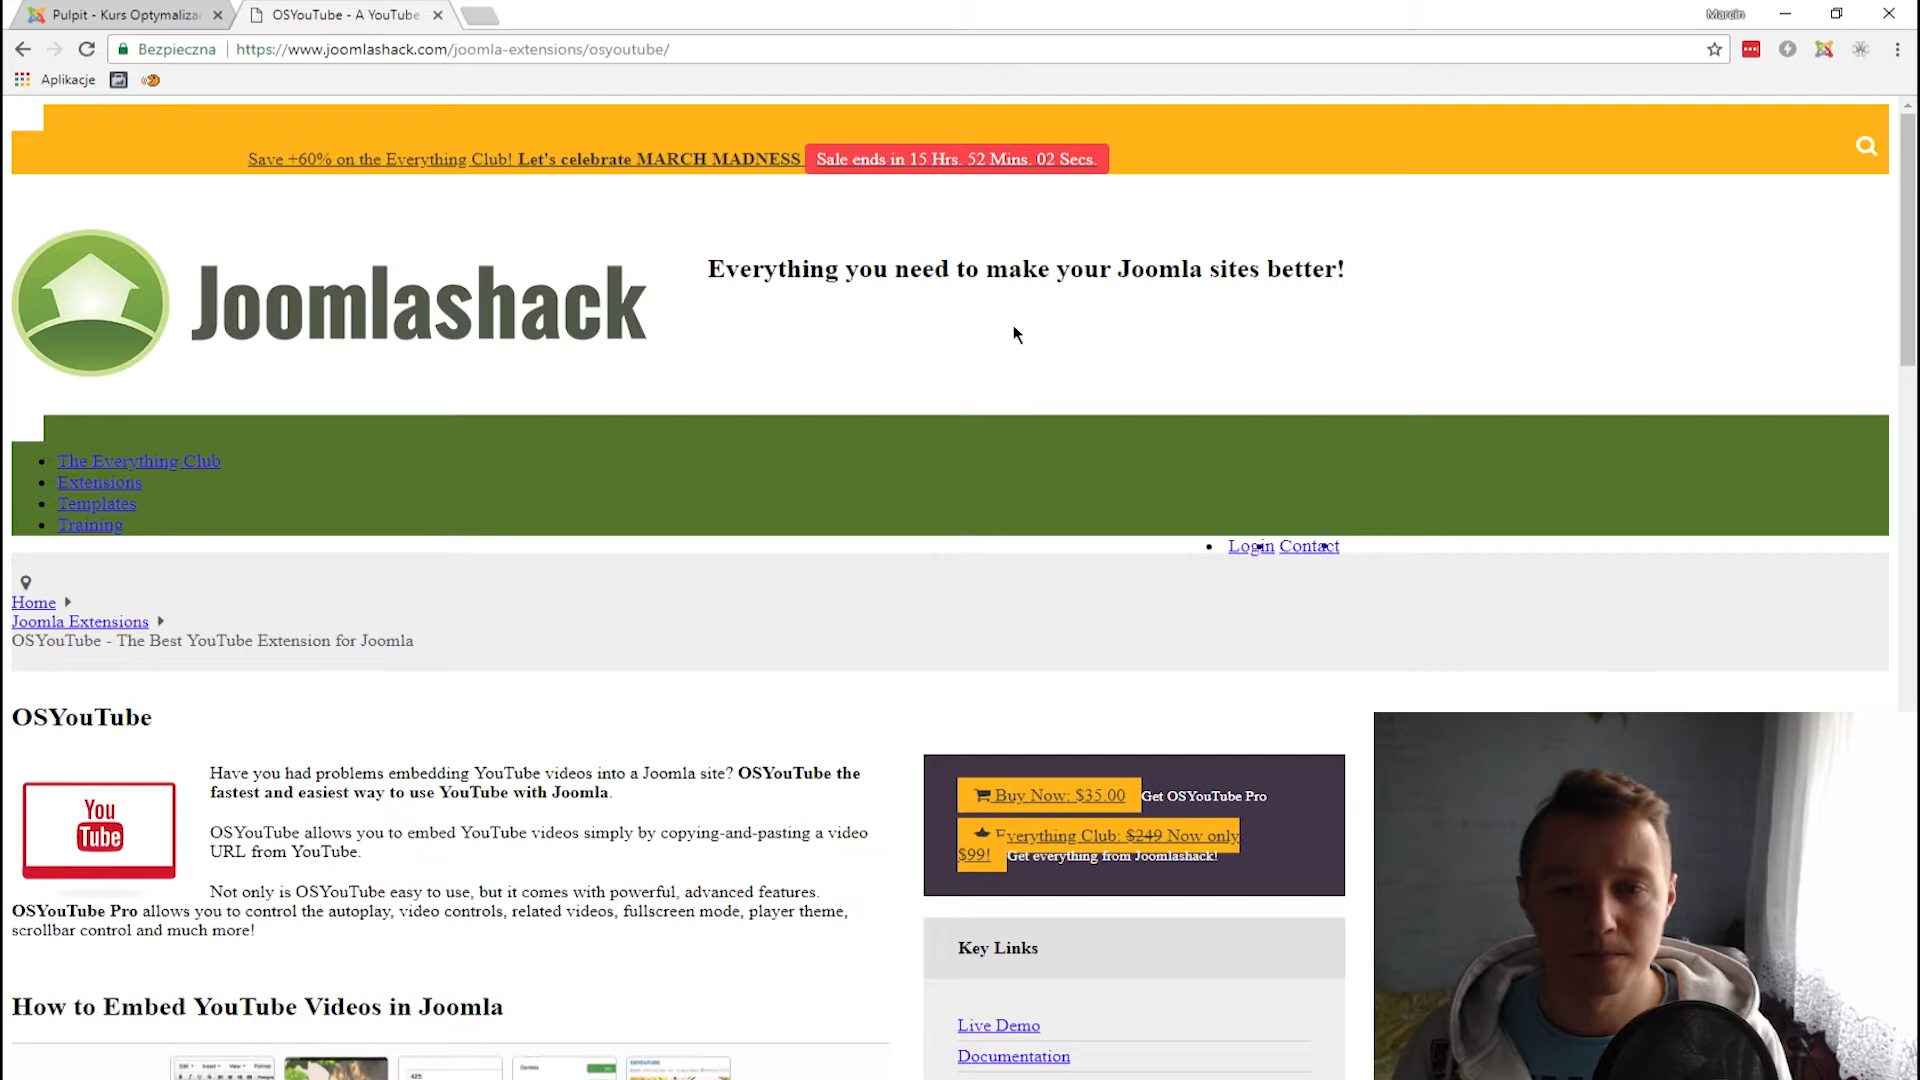 Pulpit - Kurs Optymaliza
OSYouTube - A YouTube
Marcin
Bezpieczna
https://www.joomlashack.com/joomla-extensions/osyoutube/
Aplikacje
Save +60% on the Everything Club! Let's celebrate MARCH MADNESS Sale ends in 15 Hrs. 52 Mins. 02 Secs.
Joomlashack
Everything you need to make your Joomla sites better!
The Everything Club
Extensions
Templates
Training
Login Contact
Home
Joomla Extensions
OSYouTube - The Best YouTube Extension for Joomla
OSYouTube
You
Tube
Have you had problems embedding YouTube videos into a Joomla site? OSYouTube the
fastest and easiest way to use YouTube with Joomla.
OSYouTube allows you to embed YouTube videos simply by copying-and-pasting a video
URL from YouTube.
Not only is OSYouTube easy to use, but it comes with powerful, advanced features.
OSYouTube Pro allows you to control the autoplay, video controls, related videos, fullscreen mode, player theme,
scrollbar control and much more!
Buy Now: $35.00 Get OSYouTube Pro
Everything Club: $249 Now only
$99! Get everything from Joomlashack!
Key Links
Live Demo
Documentation
How to Embed YouTube Videos in Joomla
425